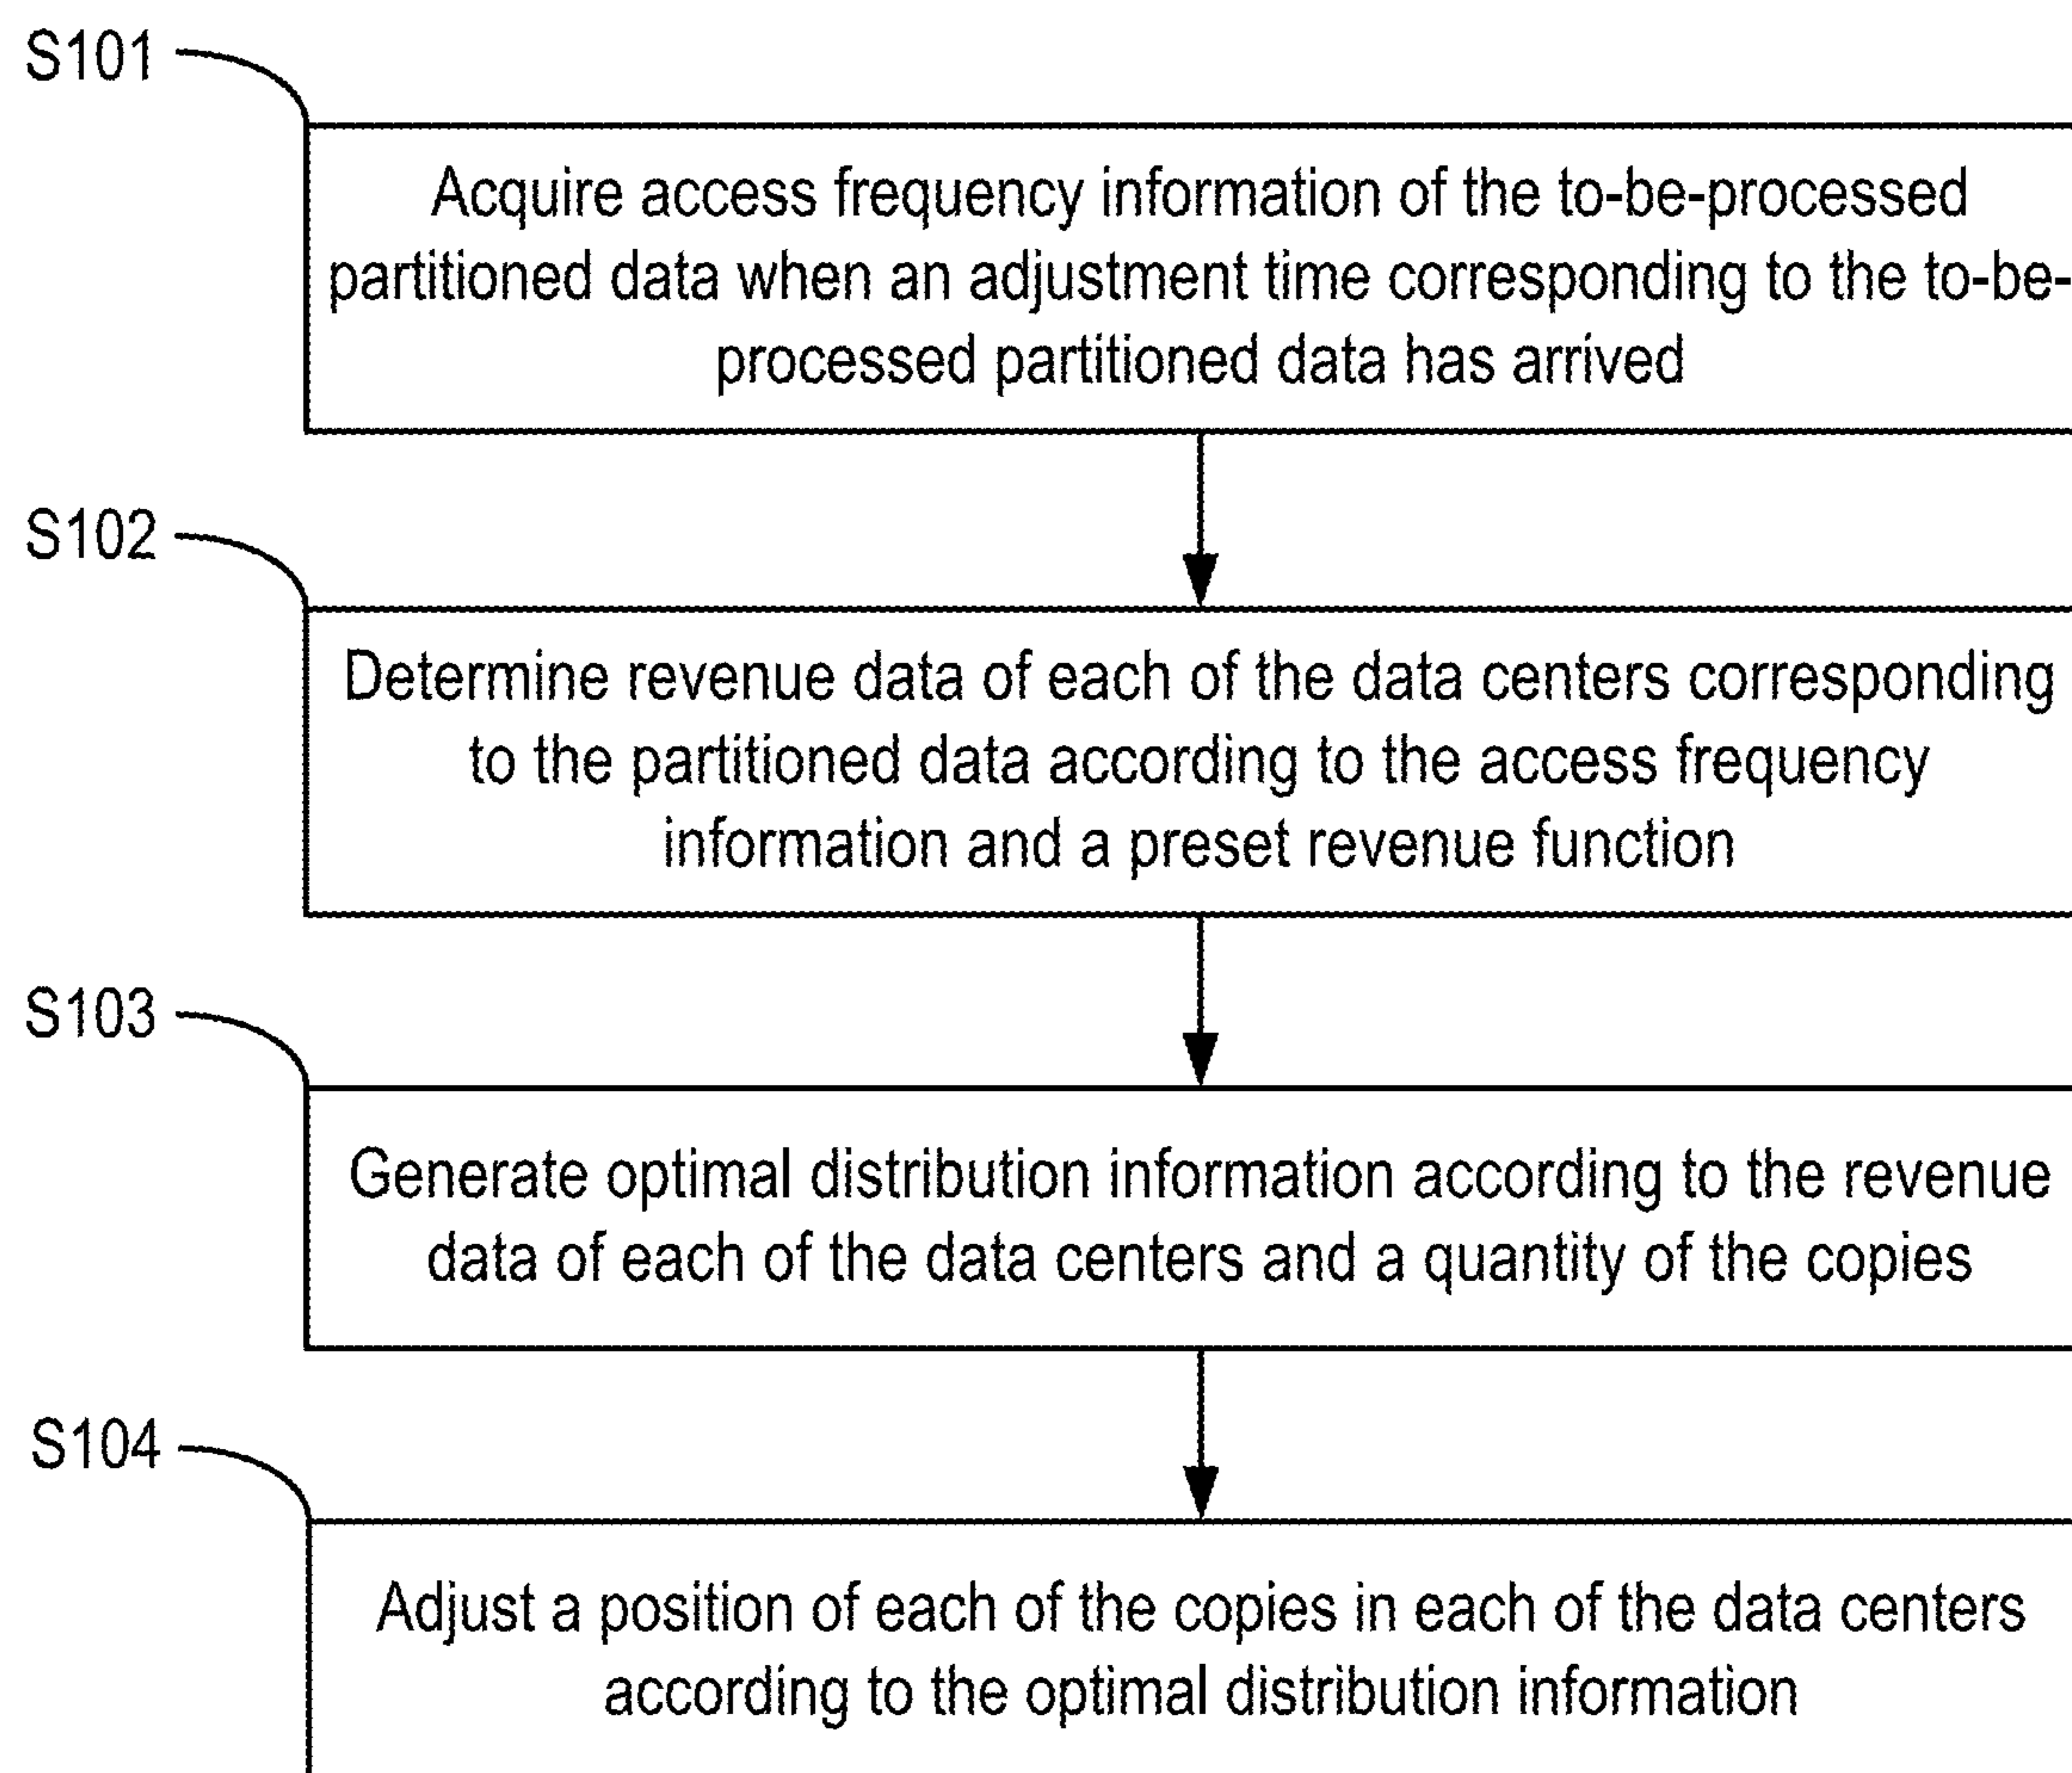 S101
Acquire access frequency information of the to-be-processed
partitioned data when an adjustment time corresponding to the to-be-
processed partitioned data has arrived
S102
Determine revenue data of each of the data centers corresponding
to the partitioned data according to the access frequency
information and a preset revenue function
S103
Generate optimal distribution information according to the revenue
data of each of the data centers and a quantity of the copies
S104
Adjust a position of each of the copies in each of the data centers
according to the optimal distribution information